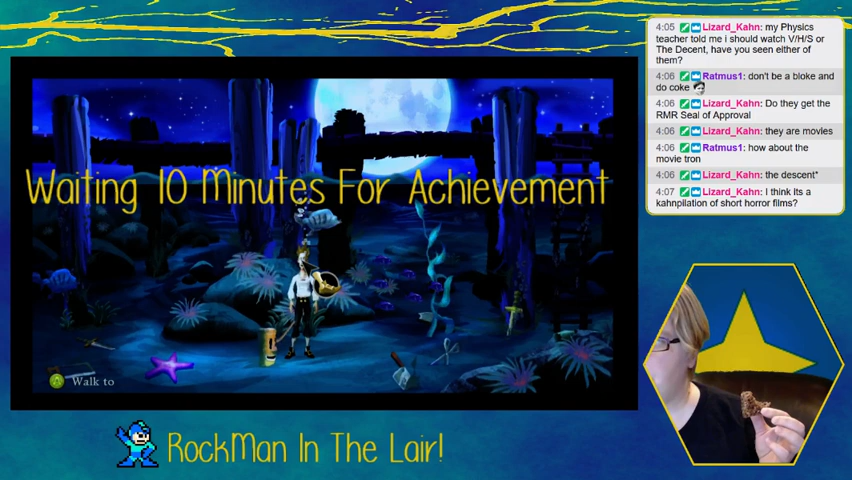 4:05 Lizard_Kahn: my Physics
teacher told me i should watch V/H/S or
The Decent, have you seen either of
them?
4:06 Ratmus1: don't be a bloke and
do coke
4:06 Lizard_Kahn: Do they get the
RMR Seal of Approval
4:06 Lizard_Kahn: they are movies
4:06 Ratmus1: how about the
movie tron
4:06 Lizard_Kahn: the descent*
4:07 Lizard_Kahn: I think its a
kahnpilation of short horror films?
Waiting 10 Minutes For Achievement
Walk to
RockMan In The Lair!